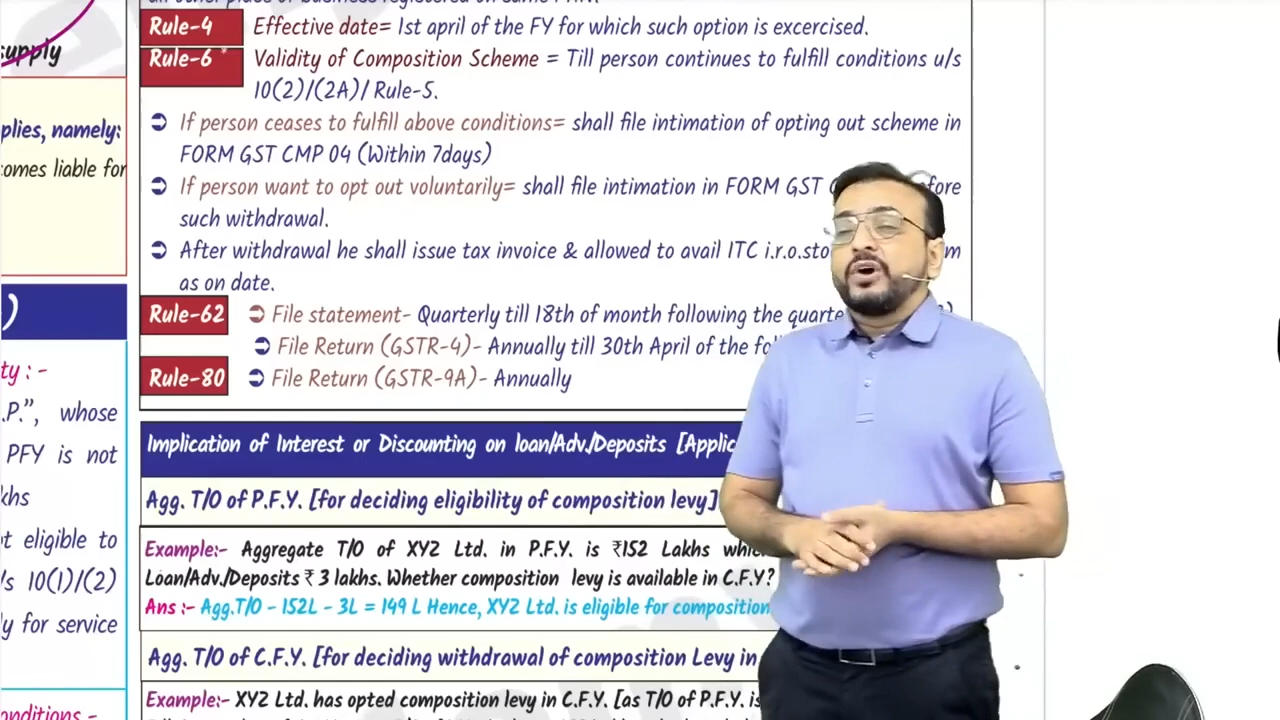 supply
plies, namely:
comes liable for
)
ty : -
.P.”, whose
PFY is not
khs
t eligible to
/s 10(1)/(2)
y for service
onditions -
Rule-4 Effective date= 1st april of the FY for which such option is excercised.
Rule-6 * Validity of Composition Scheme = Till person continues to fulfill conditions u/s
10(2)/(2A)/ Rule-5.
➲ If person ceases to fulfill above conditions= shall file intimation of opting out scheme in
FORM GST CMP 04 (Within 7days)
➲ If person want to opt out voluntarily= shall file intimation in FORM GST
such withdrawal.
➲ After withdrawal he shall issue tax invoice & allowed to avail ITC i.r.o.sto
as on date.
Rule-62 ➲ File statement- Quarterly till 18th of month following the quarte
➲ File Return (GSTR-4)- Annually till 30th April of the fol
Rule-80 ➲ File Return (GSTR-9A)- Annually
Implication of Interest or Discounting on loan/Adv./Deposits [Applic
Agg. T/O of P.F.Y. [for deciding eligibility of composition levy]
Example:- Aggregate T/O of XYZ Ltd. in P.F.Y. is ₹152 Lakhs whic
Loan/Adv./Deposits ₹ 3 lakhs. Whether composition levy is available in C.F.Y?
Ans :- Agg.T/O - 152L - 3L = 149 L Hence, XYZ Ltd. is eligible for composition
Agg. T/O of C.F.Y. [for deciding withdrawal of composition Levy in
Example:- XYZ Ltd. has opted composition levy in C.F.Y. [as T/O of P.F.Y. is